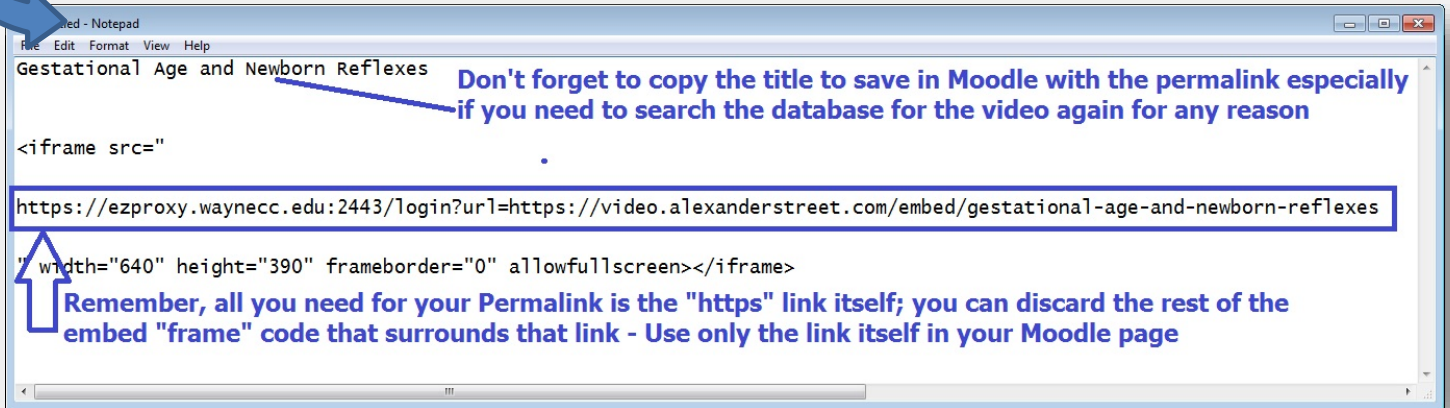 - Notepad
Edit Format View Help
Gestational Age and Newborn Reflexes
Don't forget to copy the title to save in Moodle with the permalink especially
if you need to search the database for the video again for any reason
<iframe src="
https://ezproxy.waynecc.edu:2443/login?url=https://video.alexanderstreet.com/embed/gestational-age-and-newborn-reflexes
" width="640" height="390" frameborder="0" allowfullscreen></iframe>
Remember, all you need for your Permalink is the "https" link itself; you can discard the rest of the
embed "frame" code that surrounds that link - Use only the link itself in your Moodle page